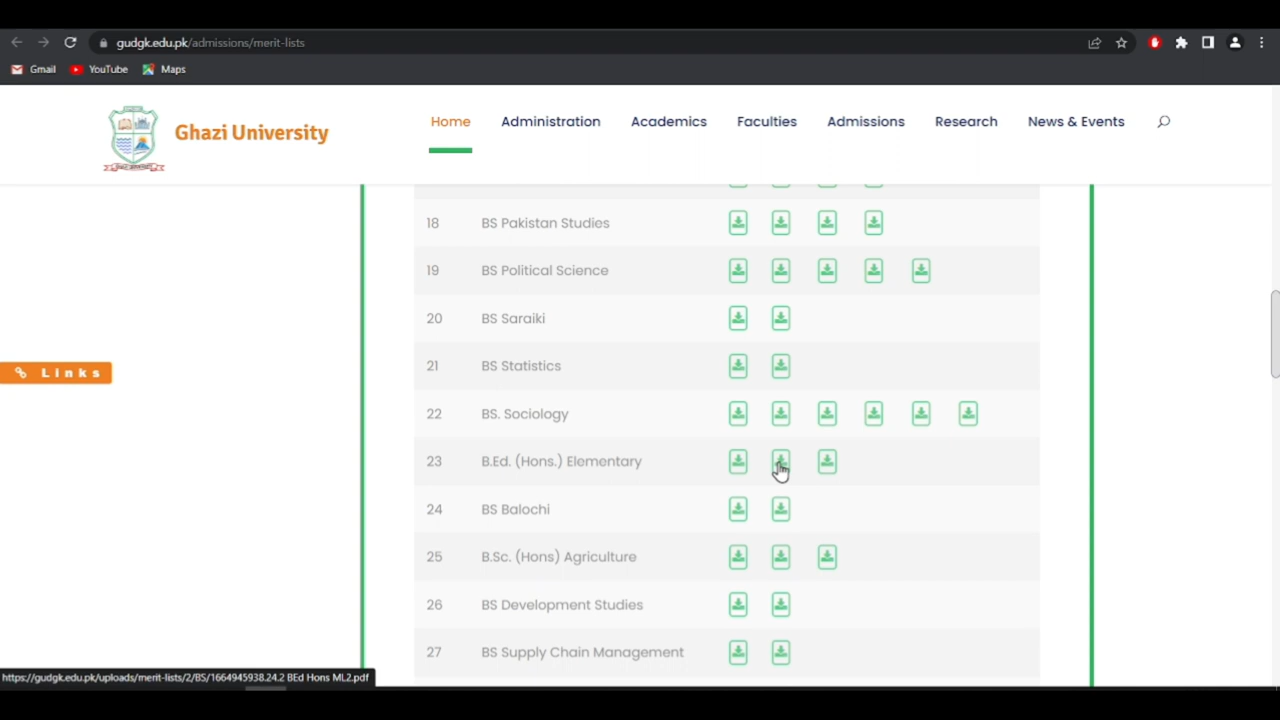 gudgk.edu.pk/admissions/merit-lists
Gmail YouTube Maps
Ghazi University
Home Administration Academics Faculties Admissions Research News & Events
18 BS Pakistan Studies
19 BS Political Science
20 BS Saraiki
21 BS Statistics
Links
22 BS. Sociology
23 B.Ed. (Hons.) Elementary
24 BS Balochi
25 B.Sc. (Hons) Agriculture
26 BS Development Studies
27 BS Supply Chain Management
https://gudgk.edu.pk/uploads/merit-lists/2/BS/1664945938.24.2 BEd Hons ML2.pdf